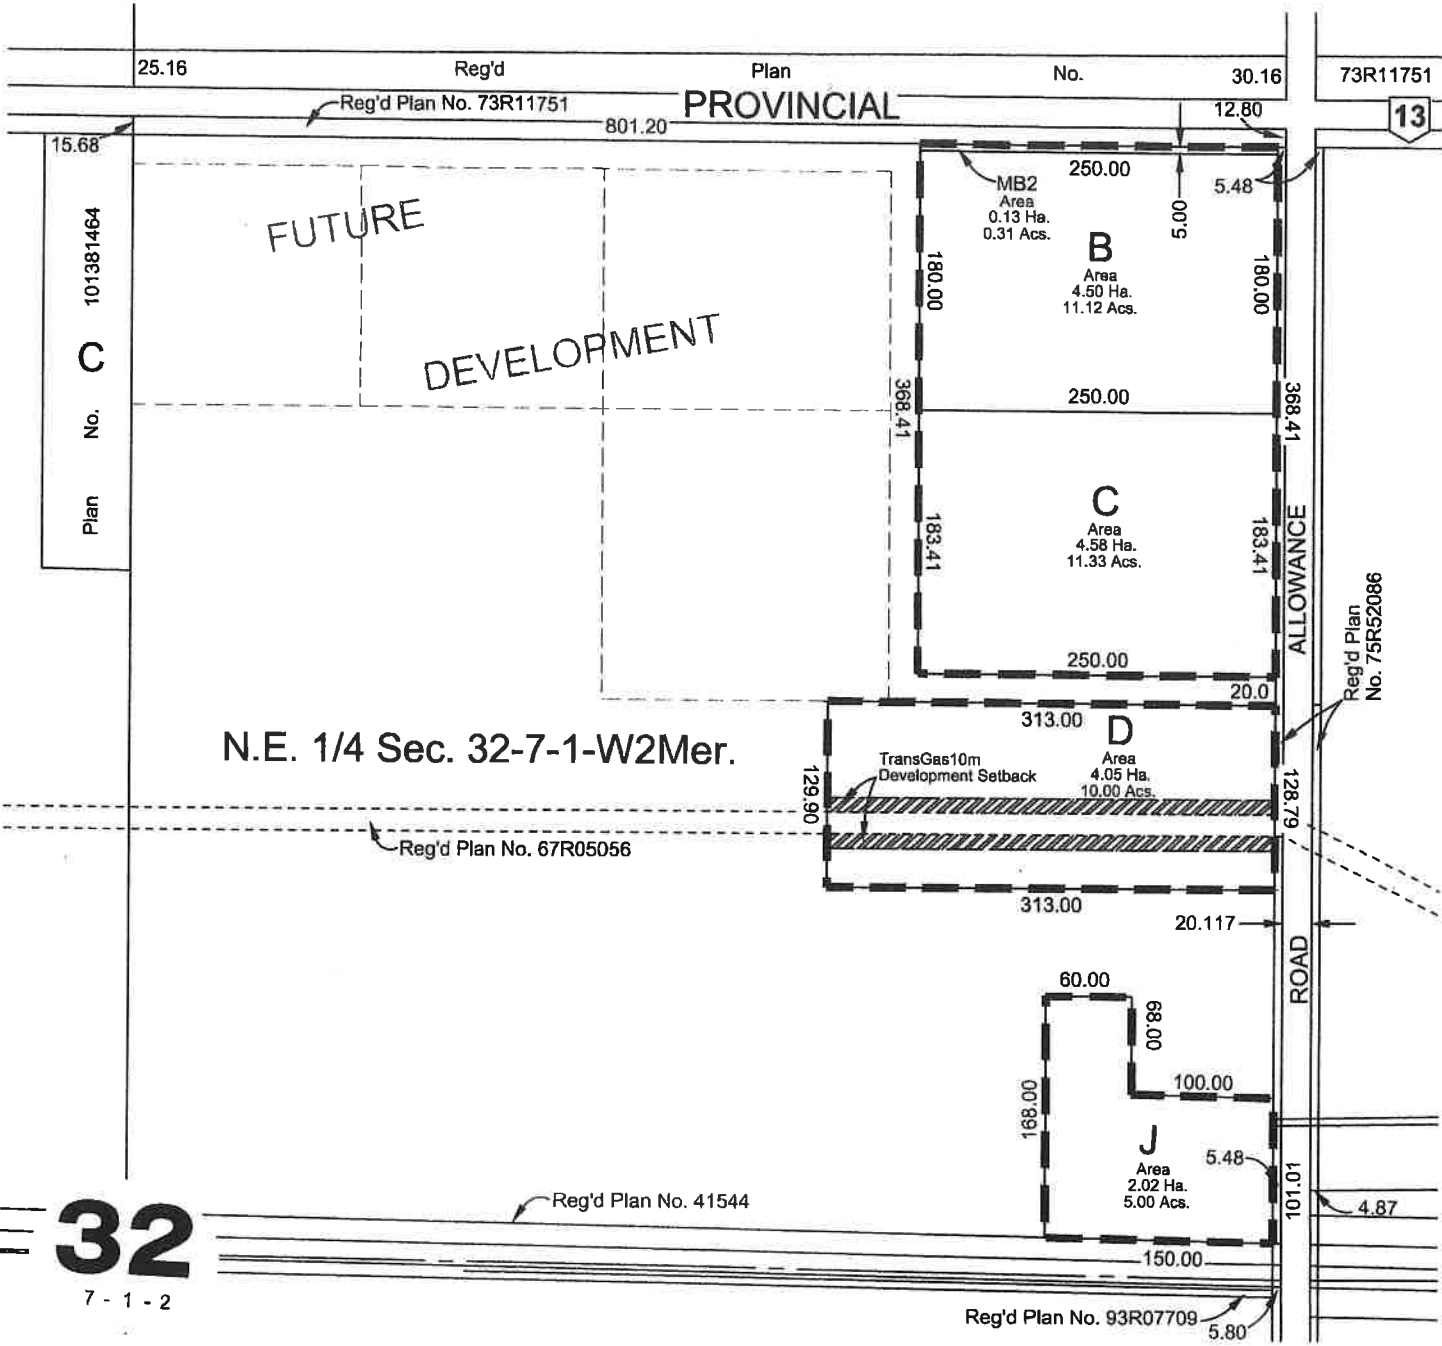 25.16 Reg'd Plan No. 30.16 73R11751
Reg'd Plan No. 73R11751 PROVINCIAL 12.80 13
801.20
15.68
250.00
5.48
MB2
Area
0.13 Ha.
0.31 Acs.
5.00
FUTURE
DEVELOPMENT
Plan No. C 101381464
B
Area
4.50 Ha.
11.12 Acs.
180.00
180.00
368.41
368.41
250.00
C
Area
4.58 Ha.
11.33 Acs.
183.41
183.41
250.00
20.0
ROAD ALLOWANCE
Reg'd Plan
No. 75R52086
N.E. 1/4 Sec. 32-7-1-W2Mer.
313.00
D
Area
4.05 Ha.
10.00 Acs.
TransGas10m
Development Setback
129.90
128.79
Reg'd Plan No. 67R05056
313.00
20.117
60.00
68.00
100.00
168.00
J
Area
2.02 Ha.
5.00 Acs.
5.48
101.01
4.87
Reg'd Plan No. 41544
150.00
32
7 - 1 - 2
Reg'd Plan No. 93R07709
5.80